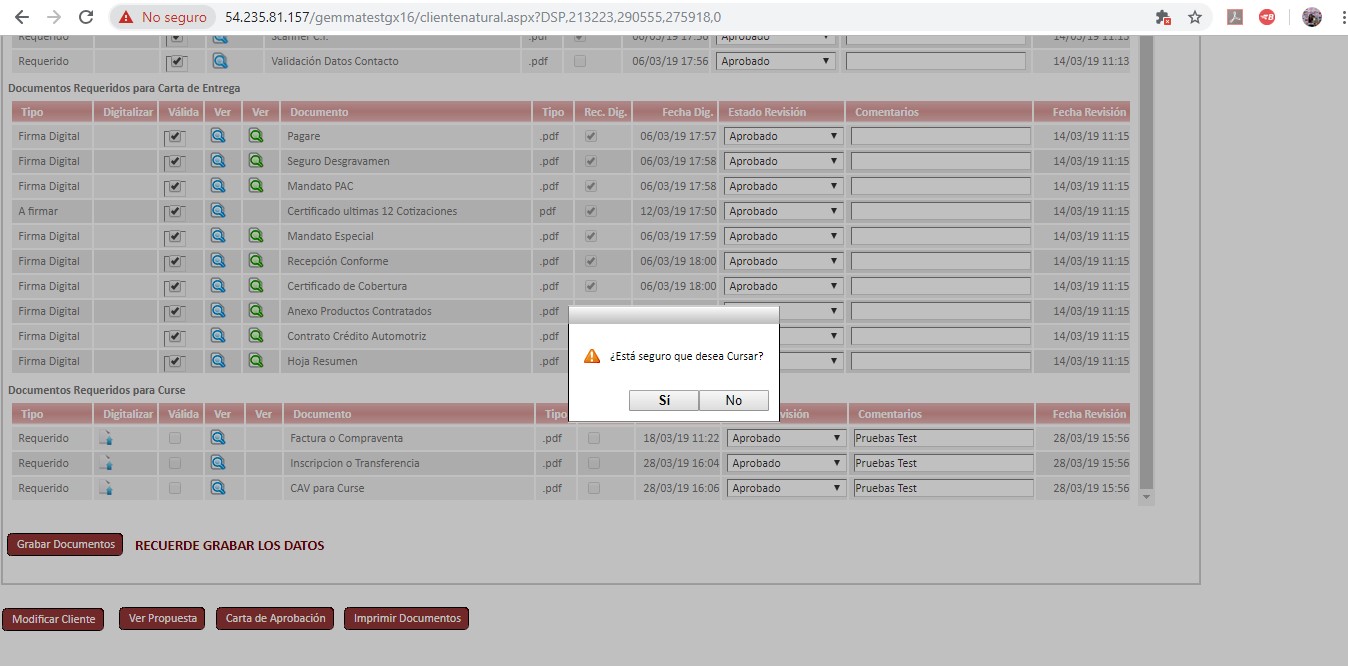 No seguro 54.235.81.157/gemmatestgx16/clientenatural.aspx?DSP,213223,290555,275918,0
Requerido Scanner C.I. .pdf 06/03/19 17:56 Aprobado 14/03/19 11:13
Requerido Validación Datos Contacto .pdf 06/03/19 17:56 Aprobado 14/03/19 11:13
Documentos Requeridos para Carta de Entrega
Tipo Digitalizar Válida Ver Ver Documento Tipo Rec. Dig. Fecha Dig. Estado Revisión Comentarios Fecha Revisión
Firma Digital Pagare .pdf 06/03/19 17:57 Aprobado 14/03/19 11:15
Firma Digital Seguro Desgravamen .pdf 06/03/19 17:58 Aprobado 14/03/19 11:15
Firma Digital Mandato PAC .pdf 06/03/19 17:58 Aprobado 14/03/19 11:15
A firmar Certificado ultimas 12 Cotizaciones pdf 12/03/19 17:50 Aprobado 14/03/19 11:15
Firma Digital Mandato Especial .pdf 06/03/19 17:59 Aprobado 14/03/19 11:15
Firma Digital Recepción Conforme .pdf 06/03/19 18:00 Aprobado 14/03/19 11:15
Firma Digital Certificado de Cobertura .pdf 06/03/19 18:00 Aprobado 14/03/19 11:15
Firma Digital Anexo Productos Contratados .pdf 14/03/19 11:15
Firma Digital Contrato Crédito Automotriz .pdf 14/03/19 11:15
Firma Digital Hoja Resumen .pdf 14/03/19 11:15
¿Está seguro que desea Cursar?
Sí No
Documentos Requeridos para Curse
Tipo Digitalizar Válida Ver Ver Documento Tipo visión Comentarios Fecha Revisión
Requerido Factura o Compraventa .pdf 18/03/19 11:22 Aprobado Pruebas Test 28/03/19 15:56
Requerido Inscripcion o Transferencia .pdf 28/03/19 16:04 Aprobado Pruebas Test 28/03/19 15:56
Requerido CAV para Curse .pdf 28/03/19 16:06 Aprobado Pruebas Test 28/03/19 15:56
Grabar Documentos RECUERDE GRABAR LOS DATOS
Modificar Cliente Ver Propuesta Carta de Aprobación Imprimir Documentos